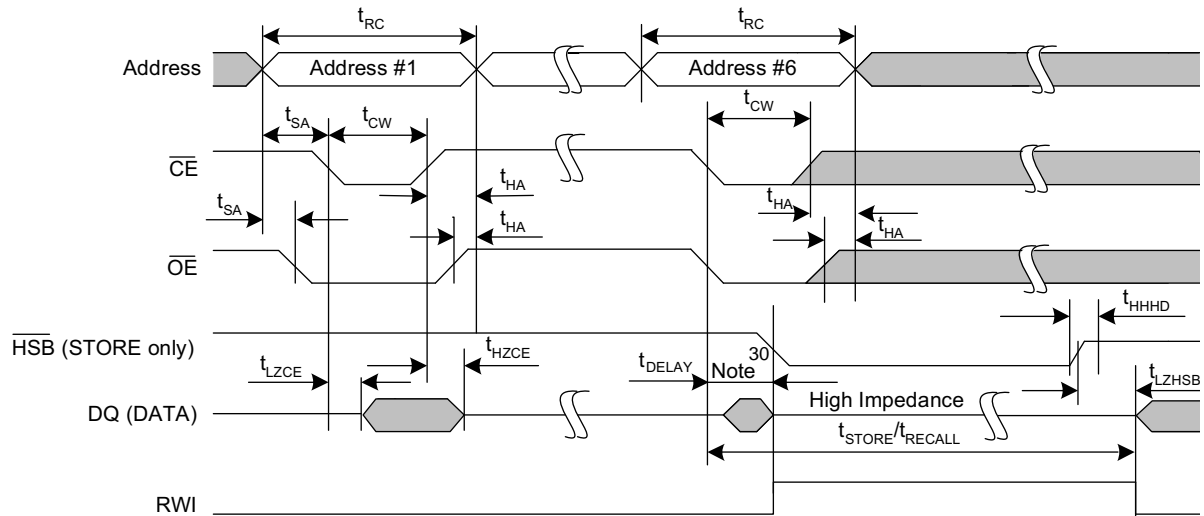 tRC
tRC
Address
Address #1
Address #6
tSA
tCW
tCW
CE
tSA
tHA
tHA
tHA
tHA
OE
tHHHD
HSB (STORE only)
tLZCE
tHZCE
tDELAY
Note
30
tLZHSB
DQ (DATA)
High Impedance
tSTORE/tRECALL
RWI